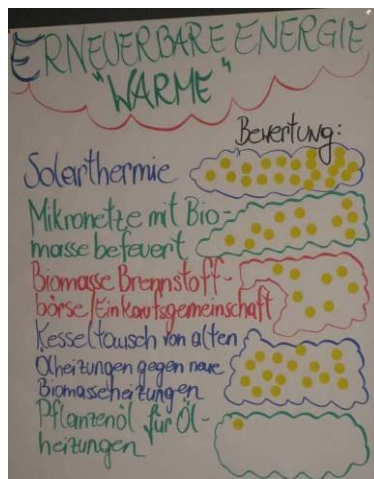 ERNEUERBARE ENERGIE
"WÄRME"
Bewertung:
Solarthermie
Mikronetze mit Bio-
masse befeuert
Biomasse Brennstoff-
börse/Einkaufsgemeinschaft
Kesseltausch von alten
Ölheizungen gegen neue
Biomasseheizungen
Pflanzenöl für Öl-
heizungen